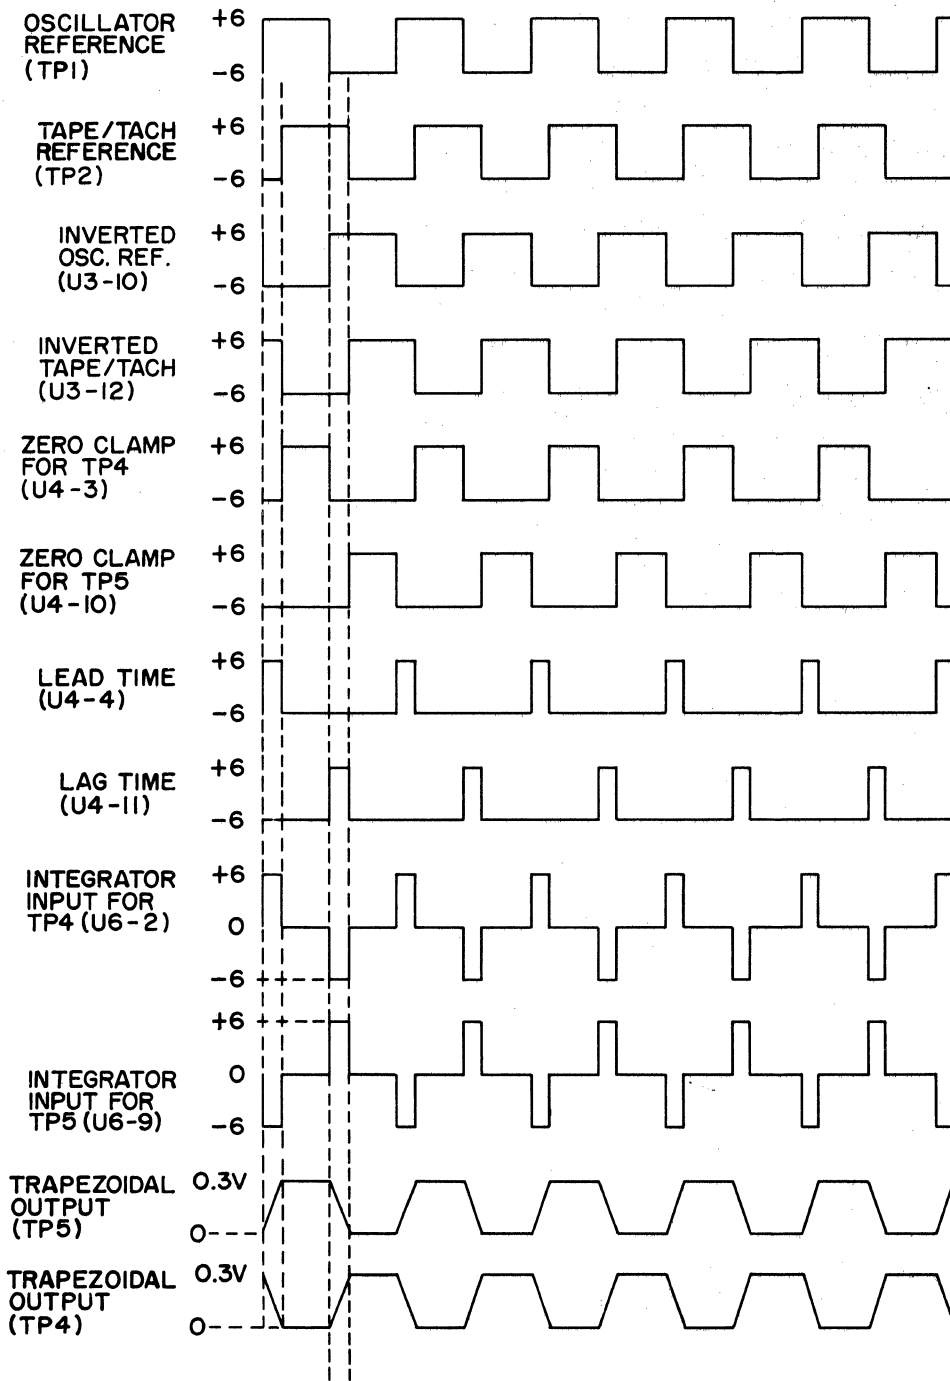 OSCILLATOR
REFERENCE
(TP1)
+6
-6
TAPE/TACH
REFERENCE
(TP2)
+6
-6
INVERTED
OSC. REF.
(U3-10)
+6
-6
INVERTED
TAPE/TACH
(U3-12)
+6
-6
ZERO CLAMP
FOR TP4
(U4-3)
+6
-6
ZERO CLAMP
FOR TP5
(U4-10)
+6
-6
LEAD TIME
(U4-4)
+6
-6
LAG TIME
(U4-11)
+6
-6
INTEGRATOR
INPUT FOR
TP4 (U6-2)
+6
0
-6
INTEGRATOR
INPUT FOR
TP5 (U6-9)
+6
0
-6
TRAPEZOIDAL
OUTPUT
(TP5)
0.3V
0
TRAPEZOIDAL
OUTPUT
(TP4)
0.3V
0